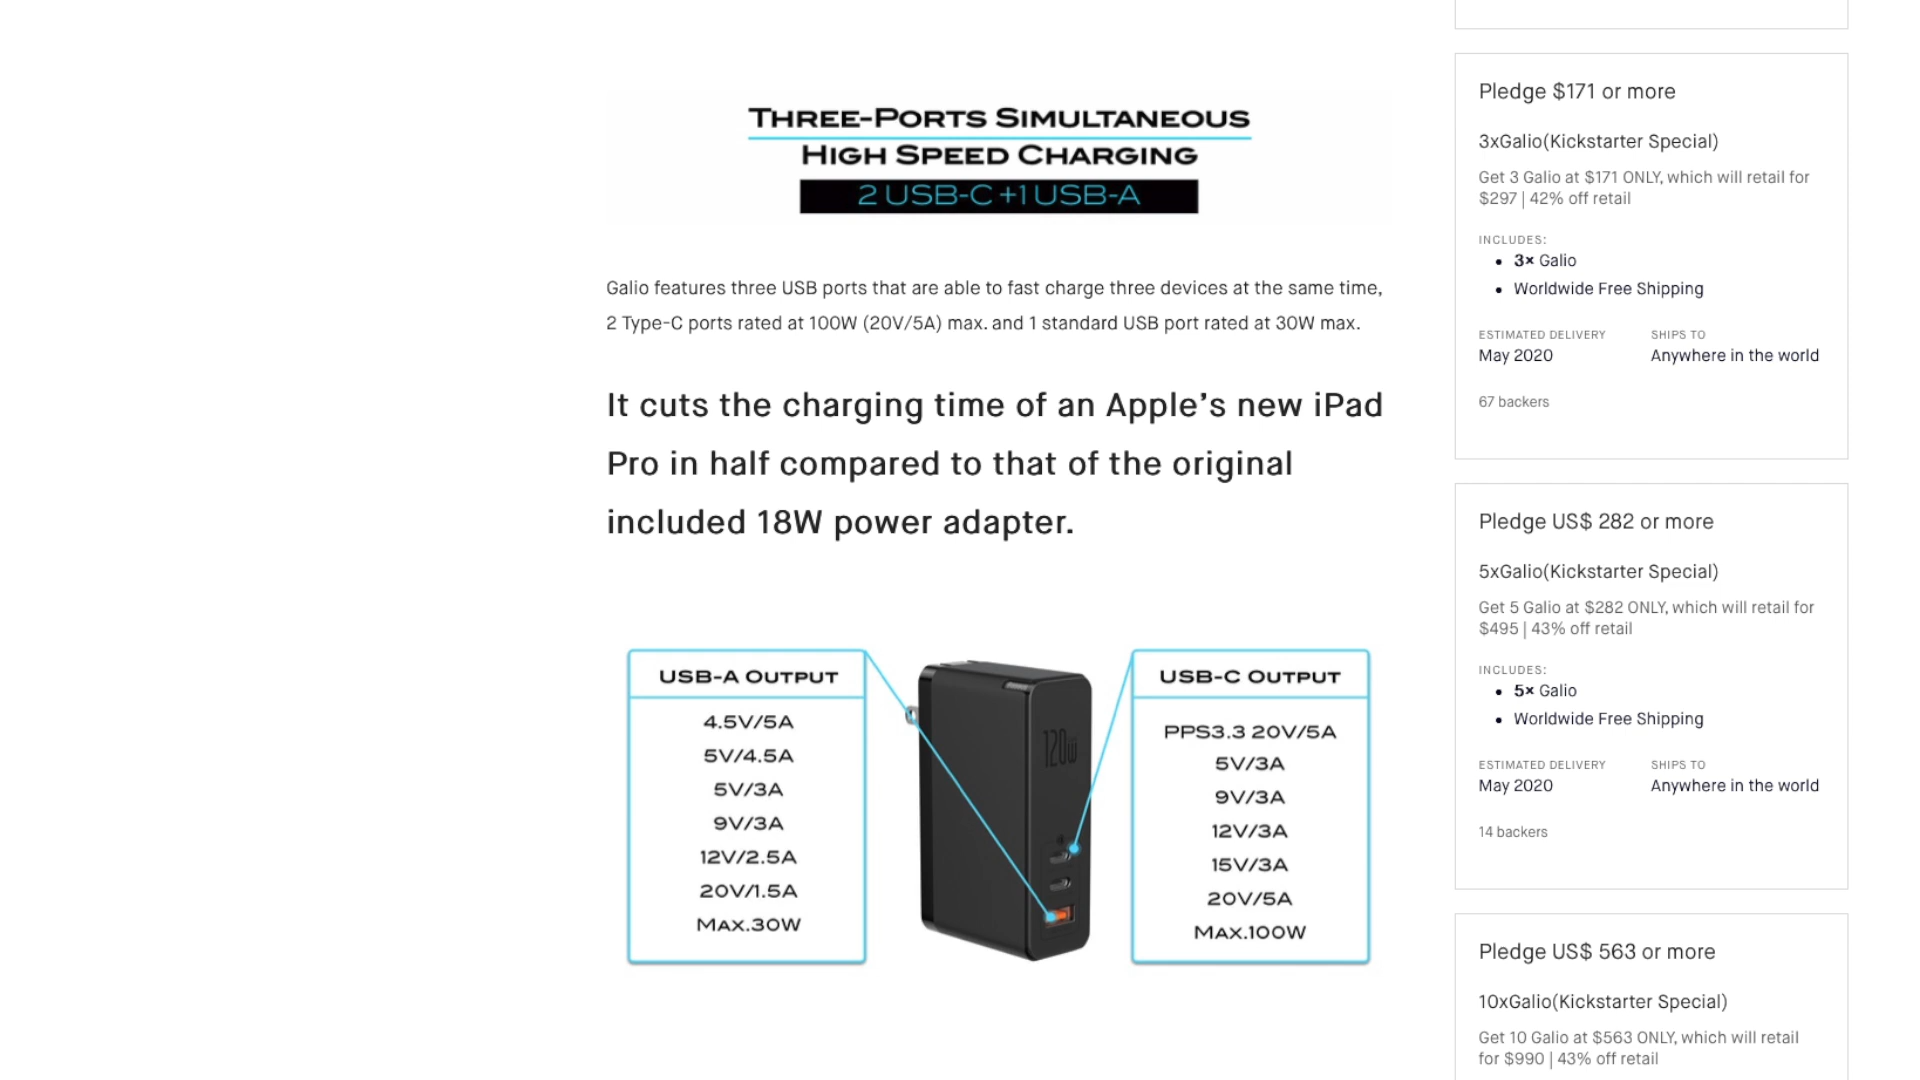 THREE-PORTS SIMULTANEOUS
HIGH SPEED CHARGING
2 USB-C +1 USB-A
Galio features three USB ports that are able to fast charge three devices at the same time,
2 Type-C ports rated at 100W (20V/5A) max. and 1 standard USB port rated at 30W max.
It cuts the charging time of an Apple’s new iPad
Pro in half compared to that of the original
included 18W power adapter.
USB-A OUTPUT
4.5V/5A
5V/4.5A
5V/3A
9V/3A
12V/2.5A
20V/1.5A
MAX.30W
120W
USB-C OUTPUT
PPS3.3 20V/5A
5V/3A
9V/3A
12V/3A
15V/3A
20V/5A
MAX.100W
Pledge $171 or more
3xGalio(Kickstarter Special)
Get 3 Galio at $171 ONLY, which will retail for
$297 | 42% off retail
INCLUDES:
• 3× Galio
• Worldwide Free Shipping
ESTIMATED DELIVERY SHIPS TO
May 2020 Anywhere in the world
67 backers
Pledge US$ 282 or more
5xGalio(Kickstarter Special)
Get 5 Galio at $282 ONLY, which will retail for
$495 | 43% off retail
INCLUDES:
• 5× Galio
• Worldwide Free Shipping
ESTIMATED DELIVERY SHIPS TO
May 2020 Anywhere in the world
14 backers
Pledge US$ 563 or more
10xGalio(Kickstarter Special)
Get 10 Galio at $563 ONLY, which will retail
for $990 | 43% off retail